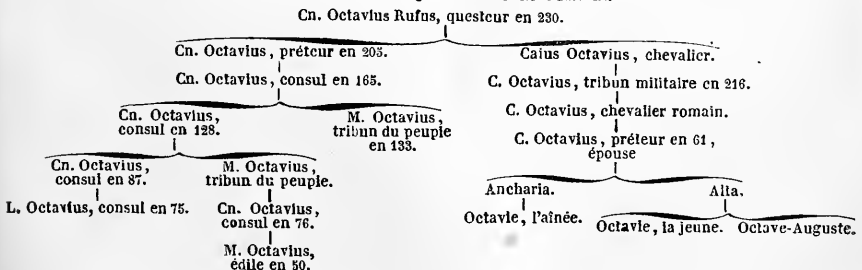 Cn. Octavius Rufus, questeur en 230.
Cn. Octavius, préteur en 205.
Caius Octavius, chevalier.
Cn. Octavius, consul en 165.
C. Octavius, tribun militaire en 216.
Cn. Octavius,
consul en 128.
M. Octavius,
tribun du peuple
en 133.
C. Octavius, chevalier romain.
C. Octavius, préteur en 61,
épouse
Cn. Octavius,
consul en 87.
M. Octavius,
tribun du peuple.
Ancharia.
Atia.
L. Octavius, consul en 75.
Cn. Octavius,
consul en 76.
Octavie, l'aînée.
Octavie, la jeune.
Octave-Auguste.
M. Octavius,
édile en 50.